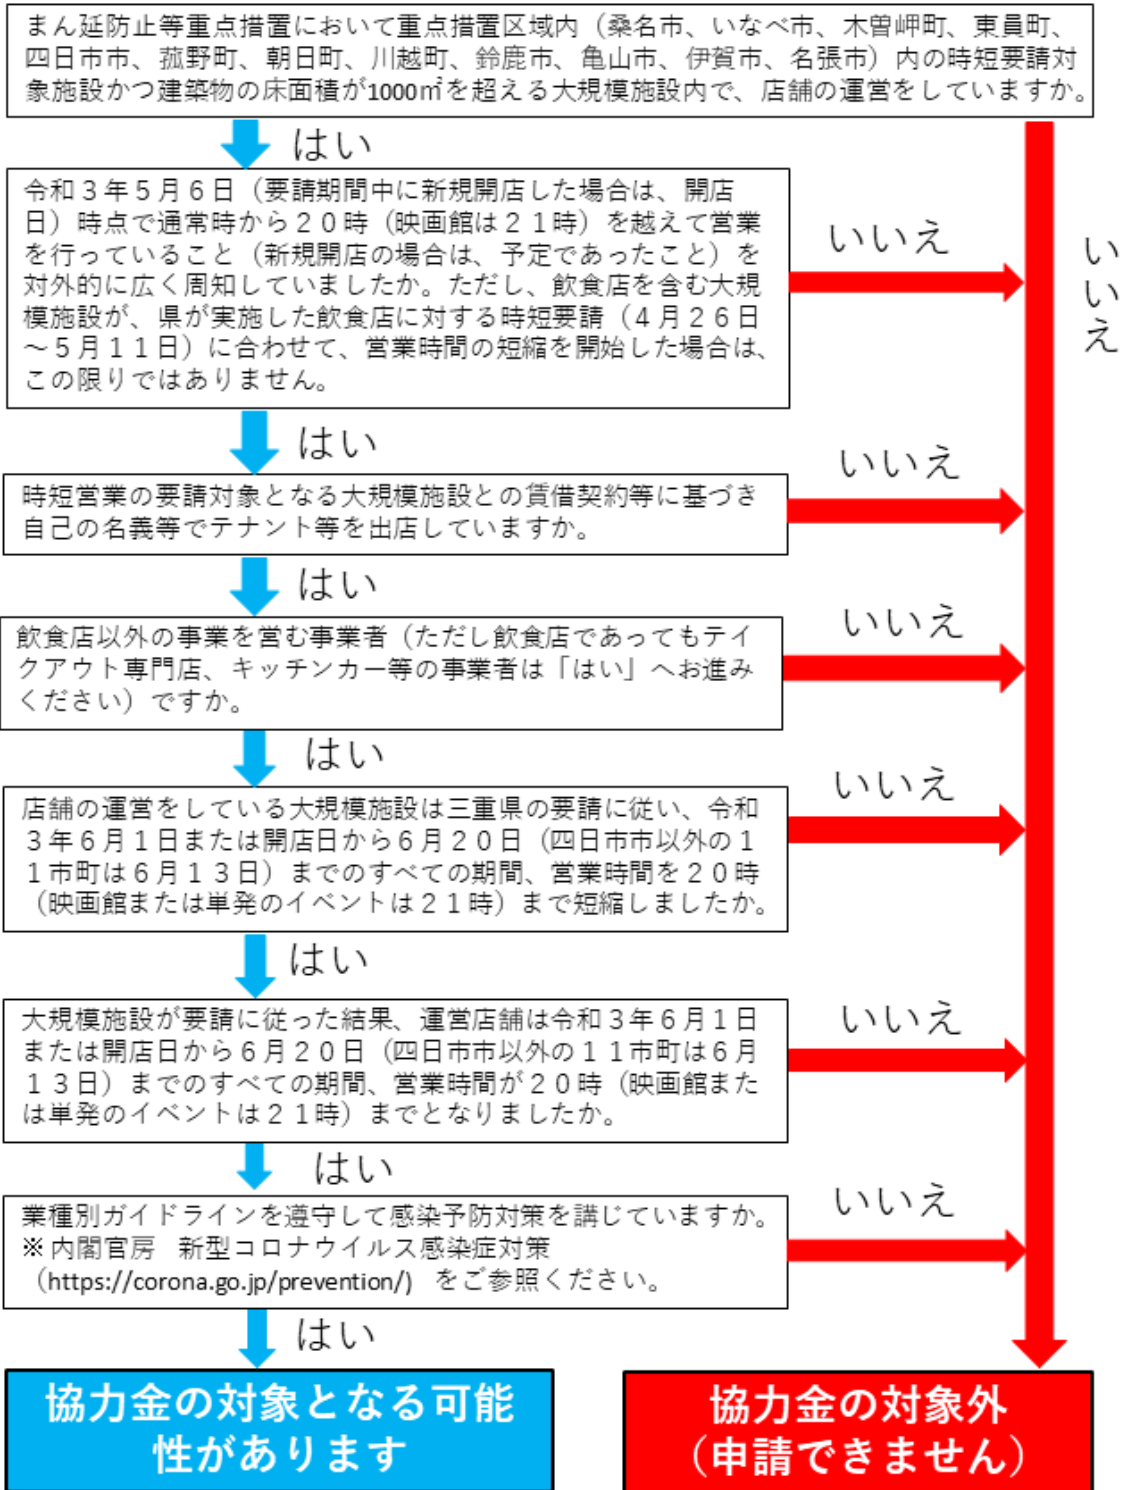 まん延防止等重点措置において重点措置区域内（桑名市、いなべ市、木曽岬町、東員町、
四日市市、菰野町、朝日町、川越町、鈴鹿市、亀山市、伊賀市、名張市）内の時短要請対
象施設かつ建築物の床面積が1000㎡を超える大規模施設内で、店舗の運営をしていますか。
はい
いいえ
令和３年５月６日（要請期間中に新規開店した場合は、開店
日）時点で通常時から２０時（映画館は２１時）を越えて営業
を行っていること（新規開店の場合は、予定であったこと）を
対外的に広く周知していましたか。ただし、飲食店を含む大規
模施設が、県が実施した飲食店に対する時短要請（４月２６日
～５月１１日）に合わせて、営業時間の短縮を開始した場合は、
この限りではありません。
いいえ
はい
時短営業の要請対象となる大規模施設との賃借契約等に基づき
自己の名義等でテナント等を出店していますか。
いいえ
はい
飲食店以外の事業を営む事業者（ただし飲食店であってもテイ
クアウト専門店、キッチンカー等の事業者は「はい」へお進み
ください）ですか。
いいえ
はい
店舗の運営をしている大規模施設は三重県の要請に従い、令和
３年６月１日または開店日から６月２０日（四日市市以外の１
１市町は６月１３日）までのすべての期間、営業時間を２０時
（映画館または単発のイベントは２１時）まで短縮しましたか。
いいえ
はい
大規模施設が要請に従った結果、運営店舗は令和３年６月１日
または開店日から６月２０日（四日市市以外の１１市町は６月
１３日）までのすべての期間、営業時間が２０時（映画館また
は単発のイベントは２１時）までとなりましたか。
いいえ
はい
業種別ガイドラインを遵守して感染予防対策を講じていますか。
※内閣官房　新型コロナウイルス感染症対策
（https://corona.go.jp/prevention/）をご参照ください。
いいえ
はい
協力金の対象となる可能
性があります
協力金の対象外
（申請できません）